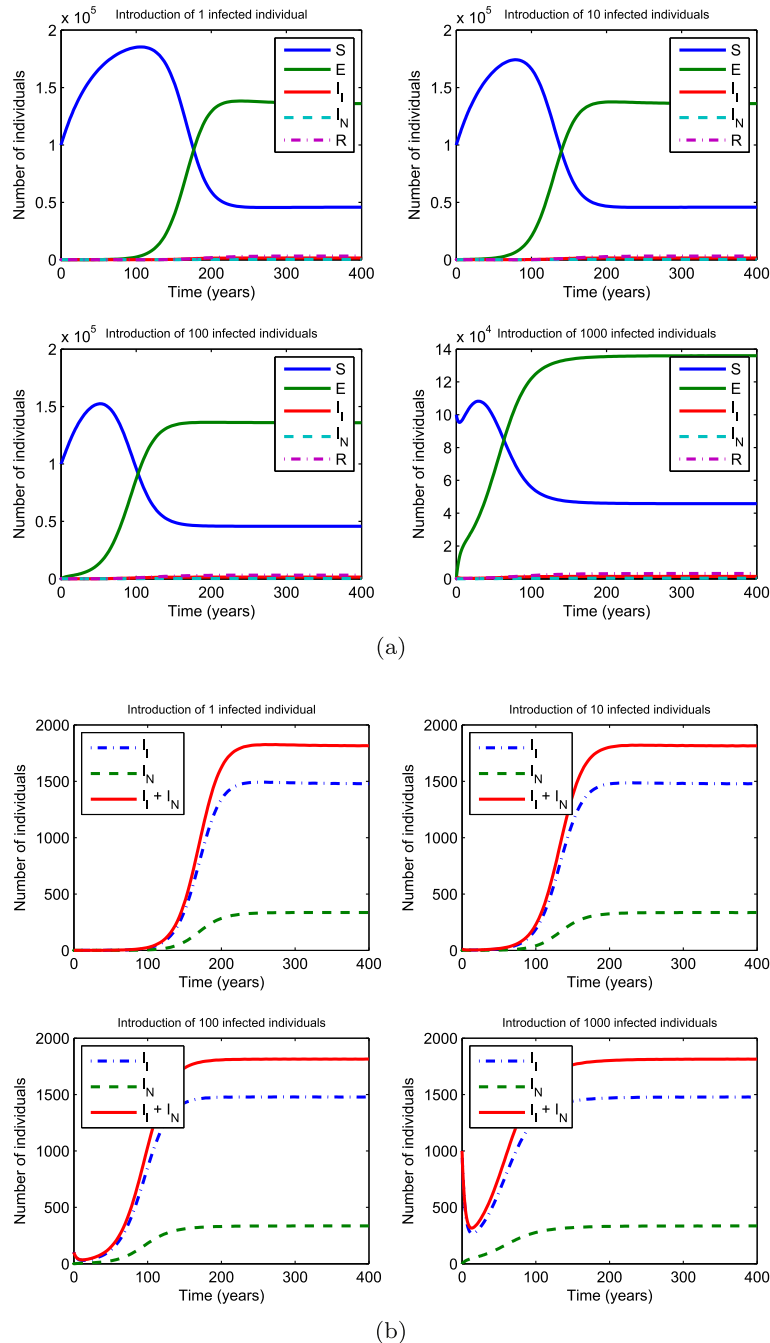 Introduction of 1 infected individual
x 10^5
2
1.5
1
0.5
0
0 100 200 300 400
Number of individuals
Time (years)
S
E
I_I
I_N
R
Introduction of 10 infected individuals
x 10^5
2
1.5
1
0.5
0
0 100 200 300 400
Number of individuals
Time (years)
S
E
I_I
I_N
R
Introduction of 100 infected individuals
x 10^5
2
1.5
1
0.5
0
0 100 200 300 400
Number of individuals
Time (years)
S
E
I_I
I_N
R
Introduction of 1000 infected individuals
x 10^4
14
12
10
8
6
4
2
0
0 100 200 300 400
Number of individuals
Time (years)
S
E
I_I
I_N
R
(a)
Introduction of 1 infected individual
2000
1500
1000
500
0
0 100 200 300 400
Number of individuals
Time (years)
I_I
I_N
I_I + I_N
Introduction of 10 infected individuals
2000
1500
1000
500
0
0 100 200 300 400
Number of individuals
Time (years)
I_I
I_N
I_I + I_N
Introduction of 100 infected individuals
2000
1500
1000
500
0
0 100 200 300 400
Number of individuals
Time (years)
I_I
I_N
I_I + I_N
Introduction of 1000 infected individuals
2000
1500
1000
500
0
0 100 200 300 400
Number of individuals
Time (years)
I_I
I_N
I_I + I_N
(b)